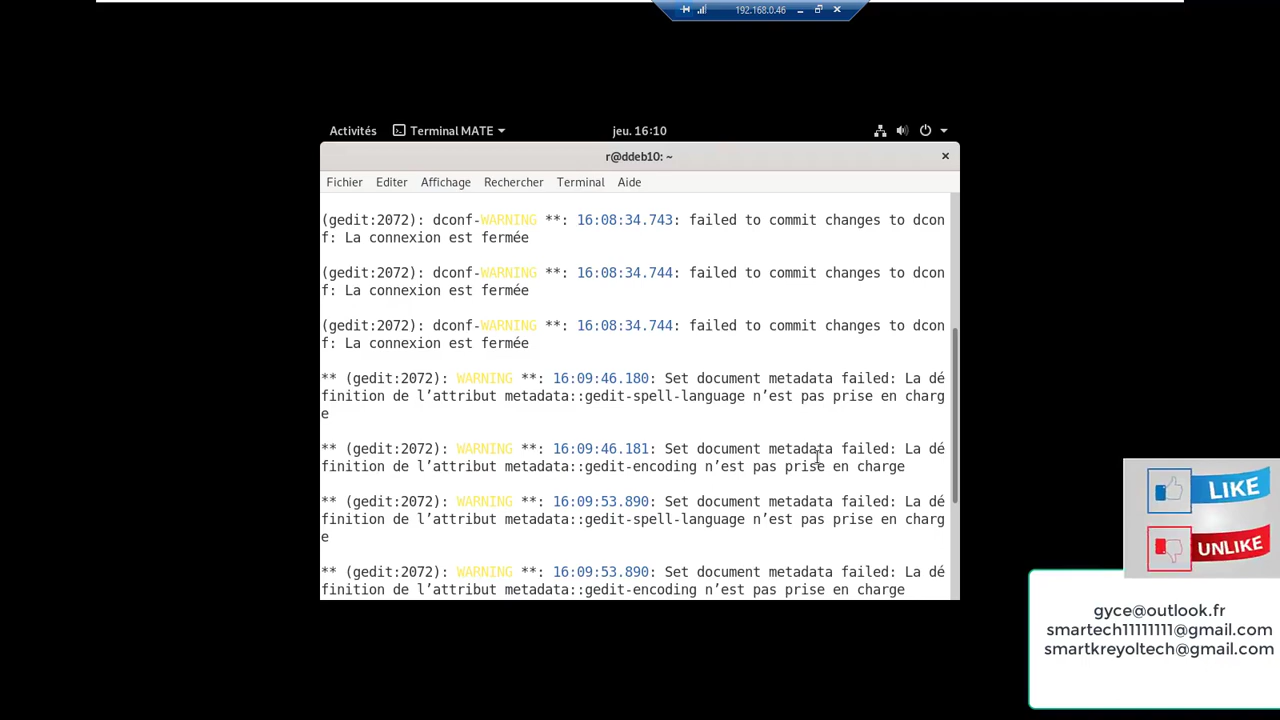 192.168.0.46
Activités Terminal MATE jeu. 16:10
r@ddeb10: ~
Fichier Editer Affichage Rechercher Terminal Aide
(gedit:2072): dconf-WARNING **: 16:08:34.743: failed to commit changes to dcon
f: La connexion est fermée
(gedit:2072): dconf-WARNING **: 16:08:34.744: failed to commit changes to dcon
f: La connexion est fermée
(gedit:2072): dconf-WARNING **: 16:08:34.744: failed to commit changes to dcon
f: La connexion est fermée
** (gedit:2072): WARNING **: 16:09:46.180: Set document metadata failed: La dé
finition de l’attribut metadata::gedit-spell-language n’est pas prise en charg
e
** (gedit:2072): WARNING **: 16:09:46.181: Set document metadata failed: La dé
finition de l’attribut metadata::gedit-encoding n’est pas prise en charge
** (gedit:2072): WARNING **: 16:09:53.890: Set document metadata failed: La dé
finition de l’attribut metadata::gedit-spell-language n’est pas prise en charg
e
** (gedit:2072): WARNING **: 16:09:53.890: Set document metadata failed: La dé
finition de l’attribut metadata::gedit-encoding n’est pas prise en charge
LIKE
UNLIKE
gyce@outlook.fr
smartech11111111@gmail.com
smartkreyoltech@gmail.com